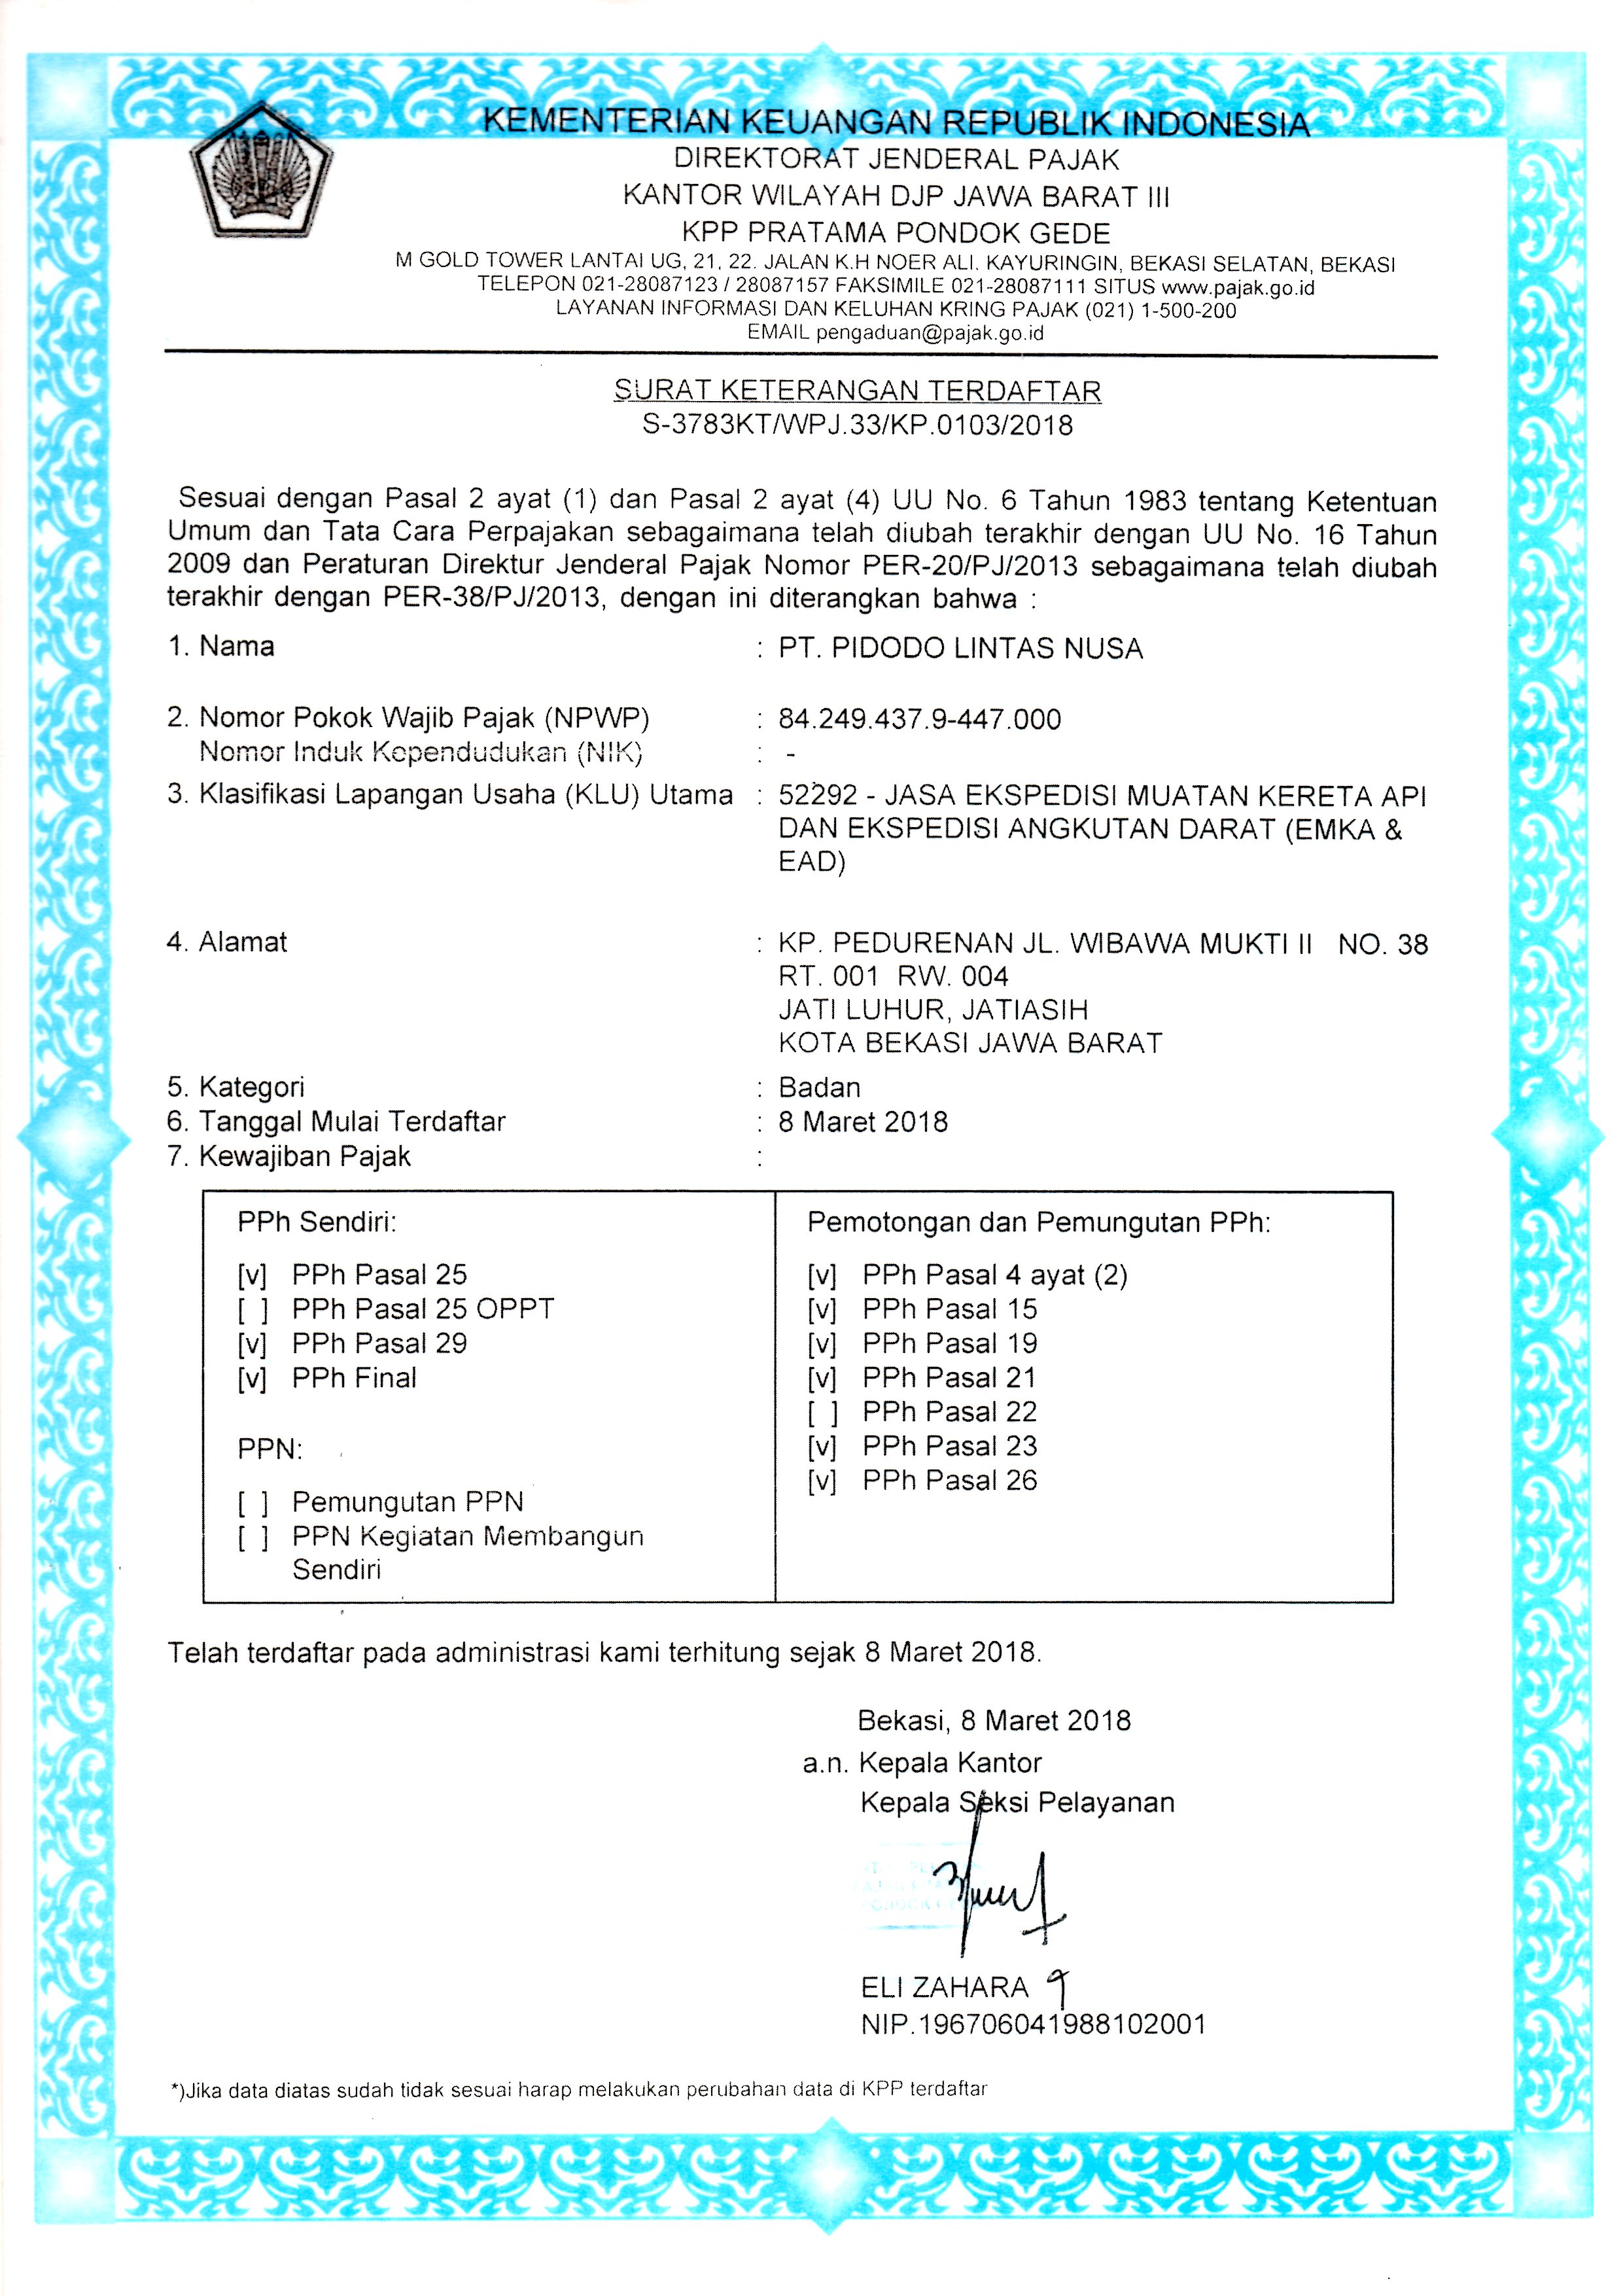 KEMENTERIAN KEUANGAN REPUBLIK INDONESIA
DIREKTORAT JENDERAL PAJAK
KANTOR WILAYAH DJP JAWA BARAT III
KPP PRATAMA PONDOK GEDE
M GOLD TOWER LANTAI UG, 21, 22. JALAN K.H NOER ALI. KAYURINGIN, BEKASI SELATAN, BEKASI
TELEPON 021-28087123 / 28087157 FAKSIMILE 021-28087111 SITUS www.pajak.go.id
LAYANAN INFORMASI DAN KELUHAN KRING PAJAK (021) 1-500-200
EMAIL pengaduan@pajak.go.id
SURAT KETERANGAN TERDAFTAR
S-3783KT/WPJ.33/KP.0103/2018
Sesuai dengan Pasal 2 ayat (1) dan Pasal 2 ayat (4) UU No. 6 Tahun 1983 tentang Ketentuan
Umum dan Tata Cara Perpajakan sebagaimana telah diubah terakhir dengan UU No. 16 Tahun
2009 dan Peraturan Direktur Jenderal Pajak Nomor PER-20/PJ/2013 sebagaimana telah diubah
terakhir dengan PER-38/PJ/2013, dengan ini diterangkan bahwa :
1. Nama : PT. PIDODO LINTAS NUSA
2. Nomor Pokok Wajib Pajak (NPWP) : 84.249.437.9-447.000
Nomor Induk Kependudukan (NIK) : -
3. Klasifikasi Lapangan Usaha (KLU) Utama : 52292 - JASA EKSPEDISI MUATAN KERETA API
DAN EKSPEDISI ANGKUTAN DARAT (EMKA &
EAD)
4. Alamat : KP. PEDURENAN JL. WIBAWA MUKTI II NO. 38
RT. 001 RW. 004
JATI LUHUR, JATIASIH
KOTA BEKASI JAWA BARAT
5. Kategori : Badan
6. Tanggal Mulai Terdaftar : 8 Maret 2018
7. Kewajiban Pajak :
PPh Sendiri:
[v] PPh Pasal 25
[ ] PPh Pasal 25 OPPT
[v] PPh Pasal 29
[v] PPh Final
PPN:
[ ] Pemungutan PPN
[ ] PPN Kegiatan Membangun
Sendiri
Pemotongan dan Pemungutan PPh:
[v] PPh Pasal 4 ayat (2)
[v] PPh Pasal 15
[v] PPh Pasal 19
[v] PPh Pasal 21
[ ] PPh Pasal 22
[v] PPh Pasal 23
[v] PPh Pasal 26
Telah terdaftar pada administrasi kami terhitung sejak 8 Maret 2018.
Bekasi, 8 Maret 2018
a.n. Kepala Kantor
Kepala Seksi Pelayanan
ELI ZAHARA
NIP.196706041988102001
*)Jika data diatas sudah tidak sesuai harap melakukan perubahan data di KPP terdaftar